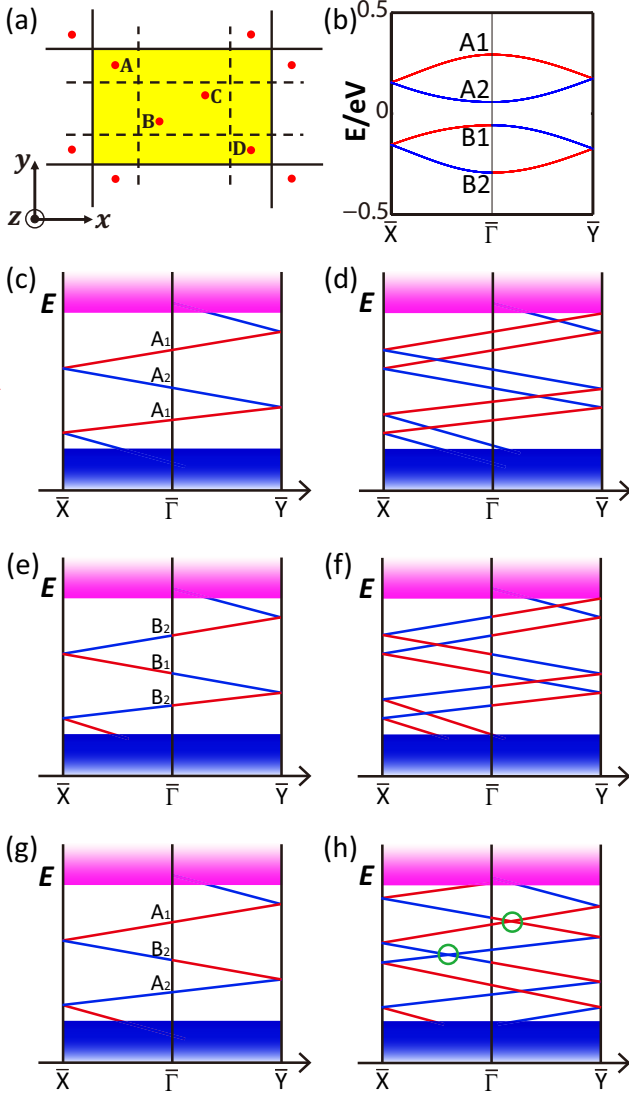 (a)
A
B
C
D
y
z
x
(b)
0.5
0
−0.5
E/eV
A1
A2
B1
B2
X̅ Γ̅ Y̅
(c)
E
A₁
A₂
A₁
X̅ Γ̅ Y̅
(d)
X̅ Γ̅ Y̅
(e)
E
B₂
B₁
B₂
X̅ Γ̅ Y̅
(f)
X̅ Γ̅ Y̅
(g)
E
A₁
B₂
A₂
X̅ Γ̅ Y̅
(h)
E
X̅ Γ̅ Y̅